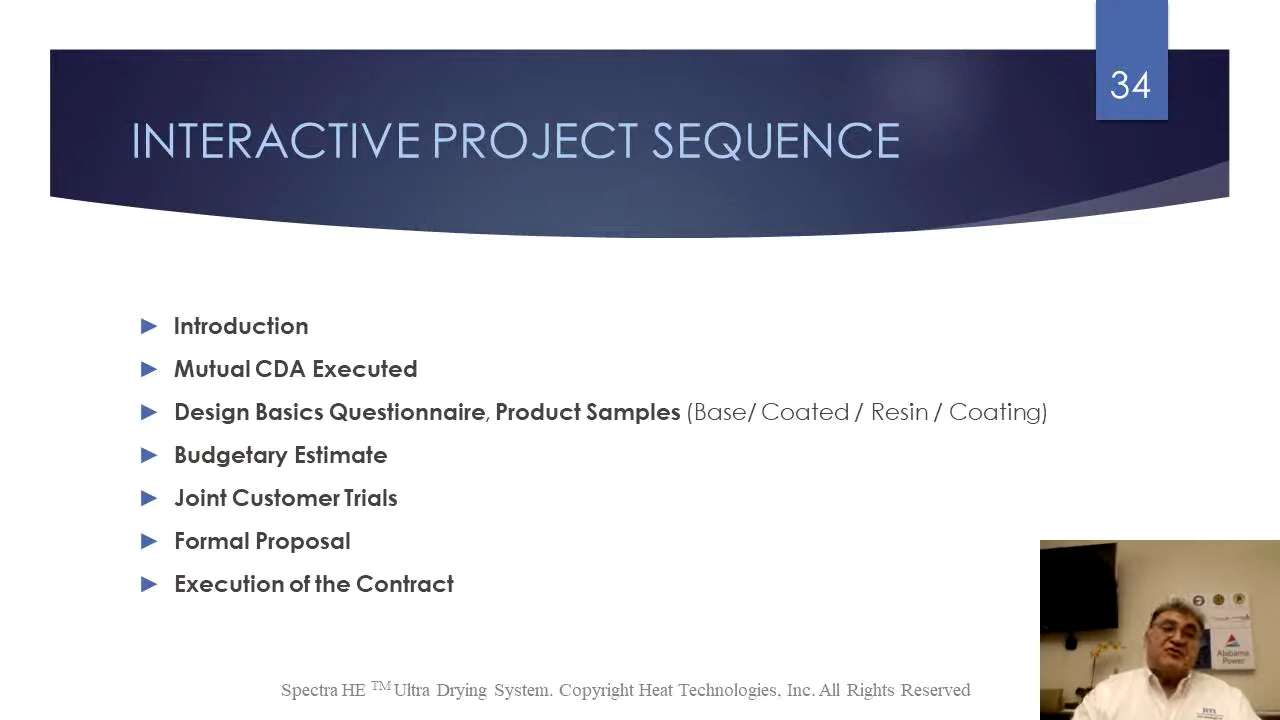 34
INTERACTIVE PROJECT SEQUENCE
Introduction
Mutual CDA Executed
Design Basics Questionnaire, Product Samples (Base/ Coated / Resin / Coating)
Budgetary Estimate
Joint Customer Trials
Formal Proposal
Execution of the Contract
Alabama
Power
Spectra HE TM Ultra Drying System. Copyright Heat Technologies, Inc. All Rights Reserved